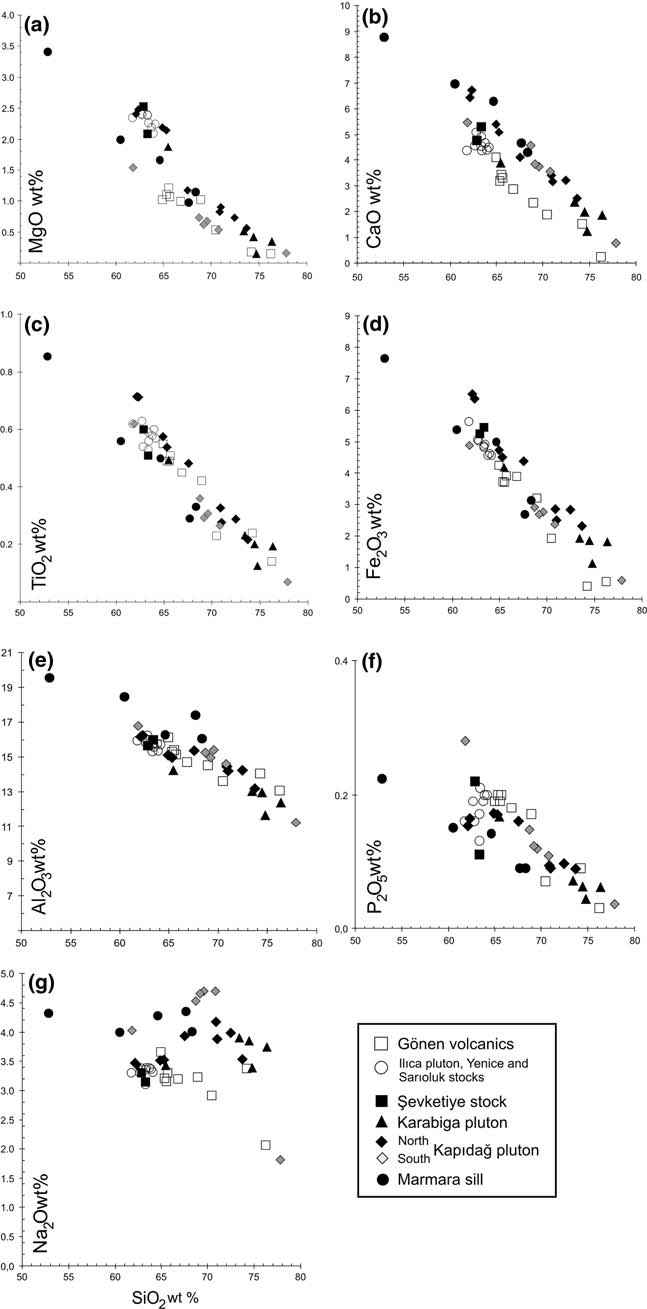 (a)
4.0
3.5
3.0
2.5
2.0
1.5
1.0
0.5
MgO wt%
50 55 60 65 70 75 80
(b)
10
9
8
7
6
5
4
3
2
1
0
CaO wt%
50 55 60 65 70 75 80
(c)
1.0
0.8
0.6
0.4
0.2
TiO2 wt%
50 55 60 65 70 75 80
(d)
9
8
7
6
5
4
3
2
1
0
Fe2O3 wt%
50 55 60 65 70 75 80
(e)
21
19
17
15
13
11
9
7
Al2O3wt%
50 55 60 65 70 75 80
(f)
0.4
0.2
0,0
P2O5wt%
50 55 60 65 70 75 80
(g)
5.0
4.5
4.0
3.5
3.0
2.5
2.0
1.5
1.0
0.5
0,0
Na2Owt%
50 55 60 65 70 75 80
SiO2 wt %
Gönen volcanics
Ilıca pluton, Yenice and
Sarıoluk stocks
Şevketiye stock
Karabiga pluton
North
South Kapıdağ pluton
Marmara sill